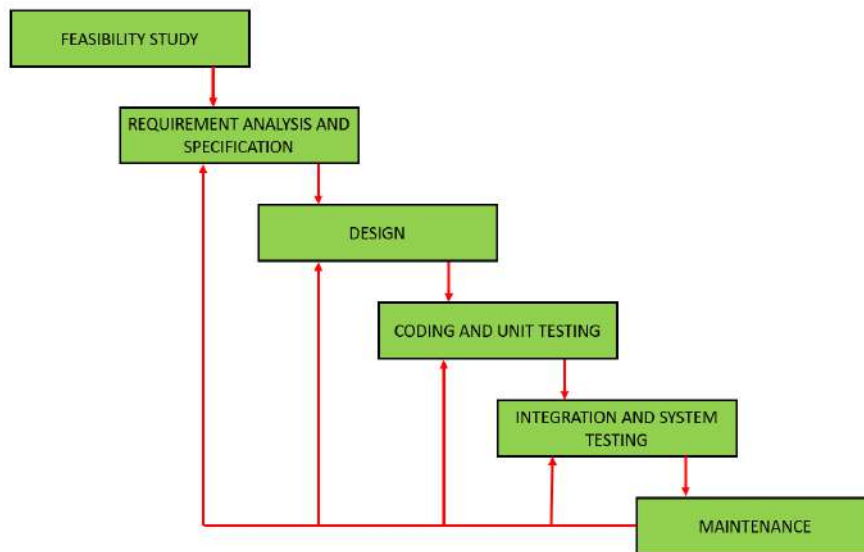 FEASIBILITY STUDY
REQUIREMENT ANALYSIS AND
SPECIFICATION
DESIGN
CODING AND UNIT TESTING
INTEGRATION AND SYSTEM
TESTING
MAINTENANCE